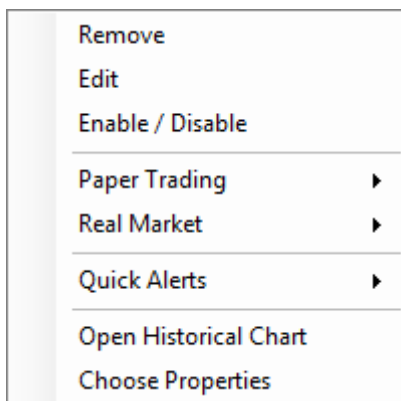 Remove
Edit
Enable / Disable
Paper Trading
Real Market
Quick Alerts
Open Historical Chart
Choose Properties